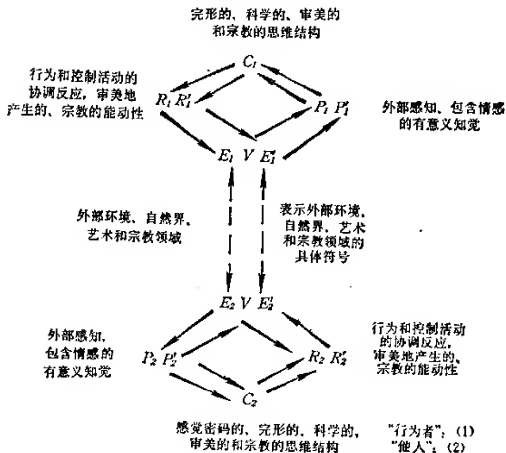 完形的、科学的、审美的
和宗教的思维结构
C₁
行为和控制活动的
协调反应，审美地
产生的、宗教的能动性
R₁ R′₁
P₁ P′₁
外部感知、包含情感
的有意义知觉
E₁ V E′₁
外部环境、自然界、
艺术和宗教领域
表示外部环境，
自然界、艺术
和宗教领域的
具体符号
E₂ V E′₂
外部感知，
包含情感的
有意义知觉
P₂ P′₂
R₂ R′₂
行为和控制活动
的协调反应，
审美地产生的、
宗教的能动性
C₂
感觉密码的、完形的、科学的，
审美的和宗教的思维结构
“行为者”：(1)
“他人”：(2)